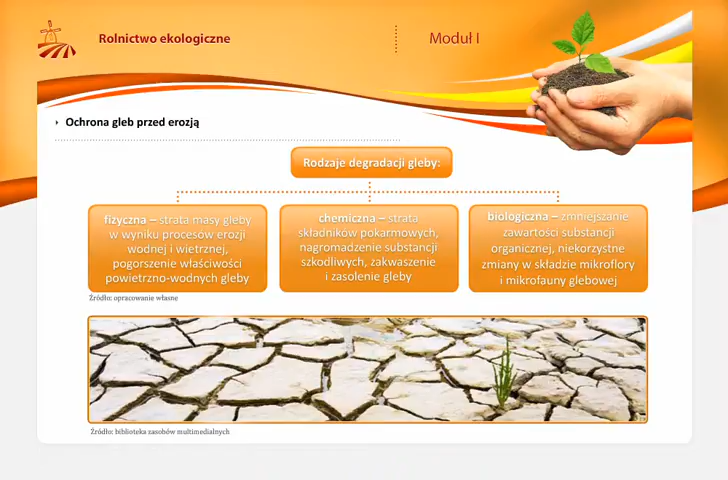 Rolnictwo ekologiczne
Moduł I
Ochrona gleb przed erozją
Rodzaje degradacji gleby:
fizyczna – strata masy gleby
w wyniku procesów erozji
wodnej i wietrznej,
pogorszenie właściwości
powietrzno-wodnych gleby
chemiczna – strata
składników pokarmowych,
nagromadzenie substancji
szkodliwych, zakwaszenie
i zasolenie gleby
biologiczna – zmniejszanie
zawartości substancji
organicznej, niekorzystne
zmiany w składzie mikroflory
i mikrofauny glebowej
Źródło: opracowanie własne
Źródło: biblioteka zasobów multimedialnych